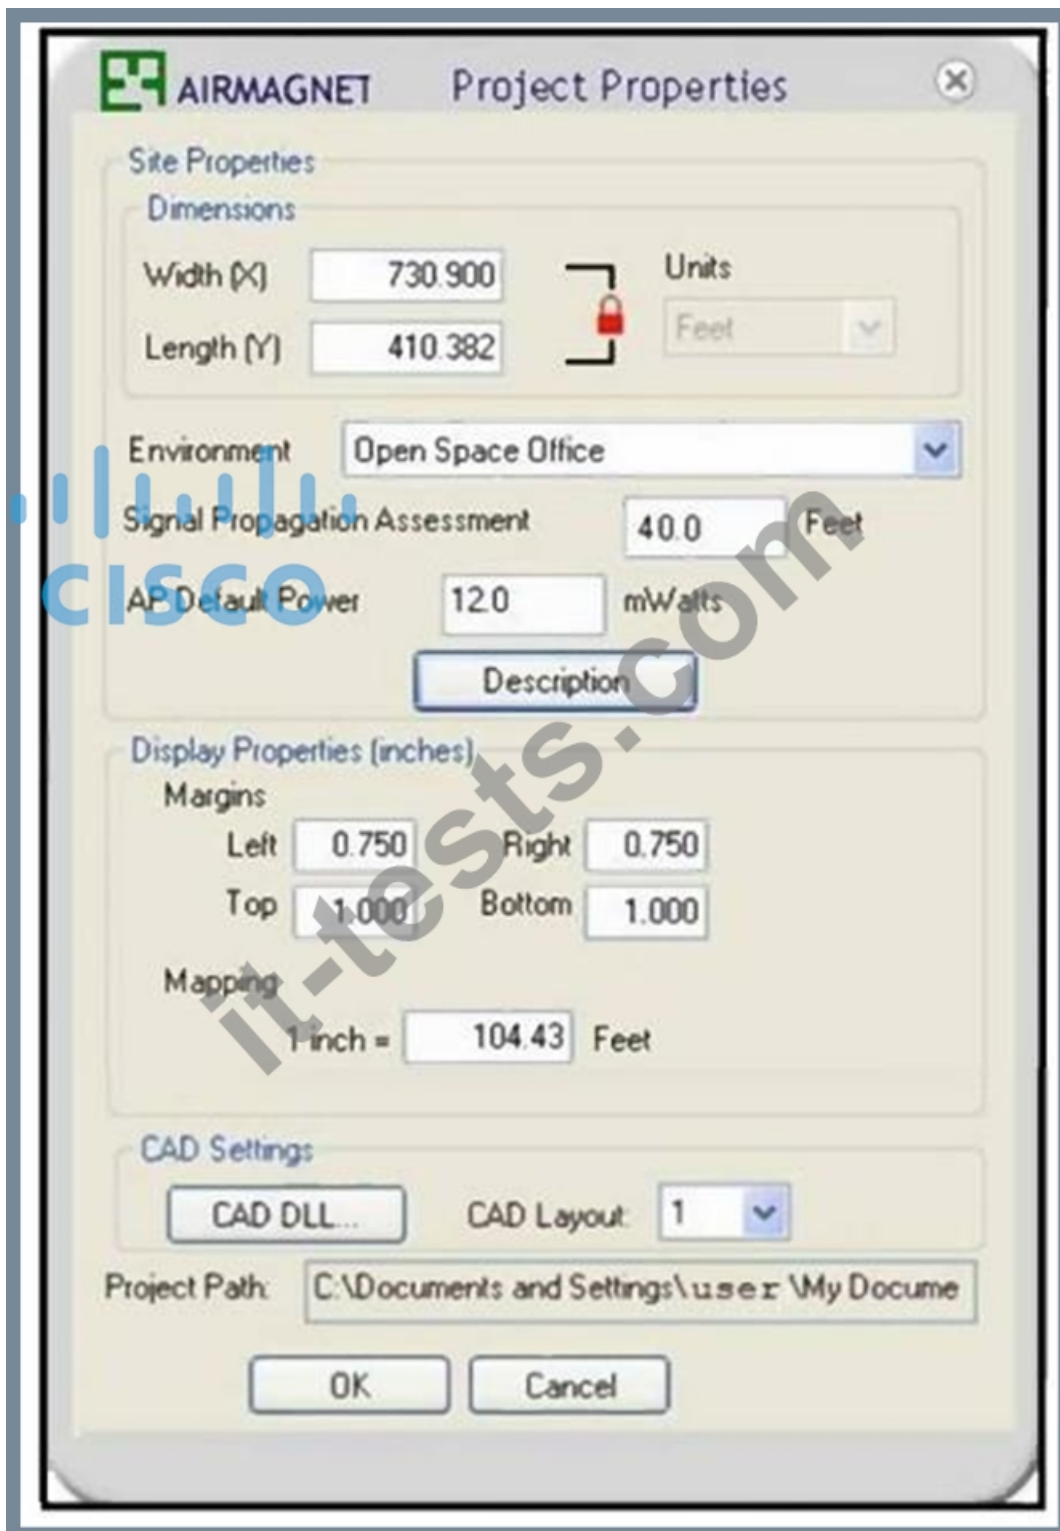 AIRMAGNET Project Properties
Site Properties
Dimensions
Width (X) 730.900
Units
Length (Y) 410.382
Feet
Environment Open Space Office
Signal Propagation Assessment 40.0 Feet
CISCO
AP Default Power 12.0 mWatts
Description
it-tests.com
Display Properties (inches)
Margins
Left 0.750 Right 0.750
Top 1.000 Bottom 1.000
Mapping
1 inch = 104.43 Feet
CAD Settings
CAD DLL... CAD Layout: 1
Project Path: C:\Documents and Settings\user \My Docume
OK Cancel